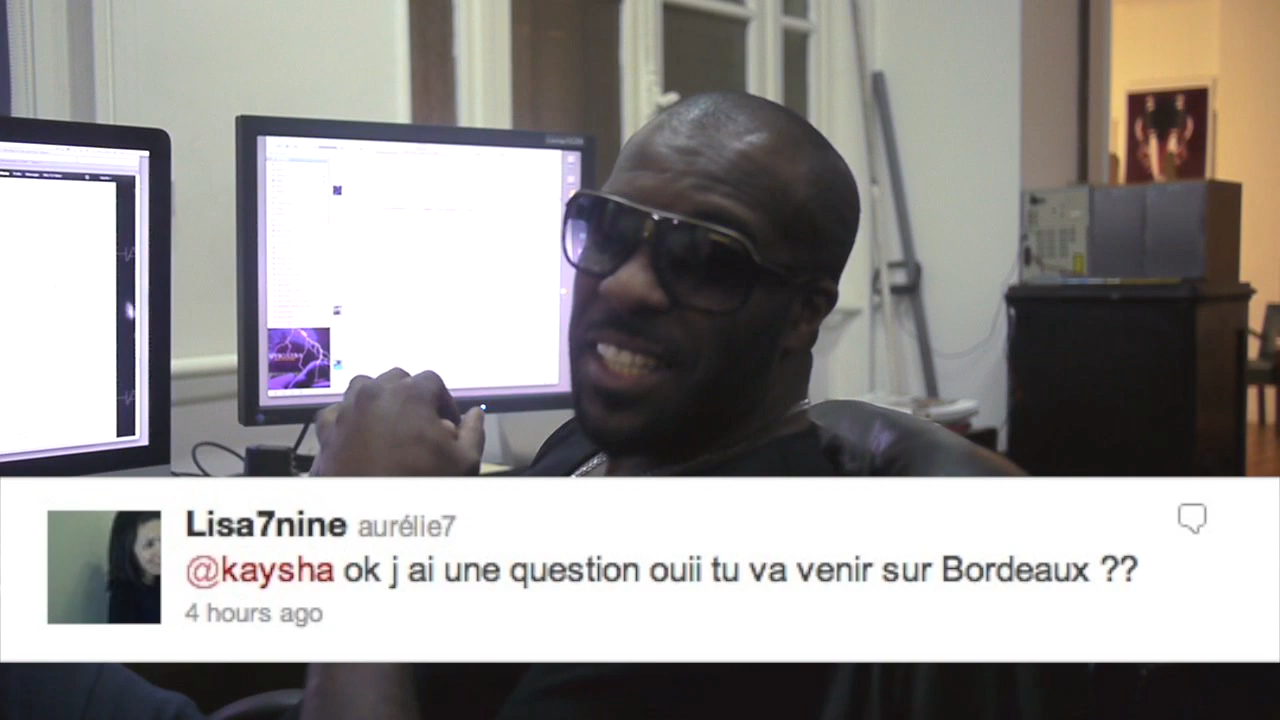 Lisa7nine aurélie7
@kaysha ok j ai une question ouii tu va venir sur Bordeaux ??
4 hours ago